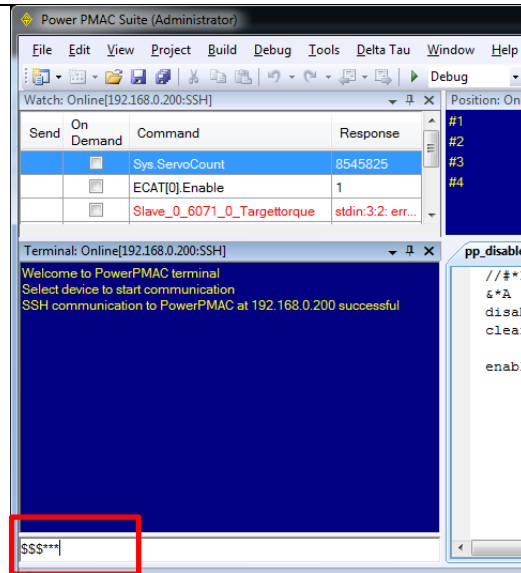 Power PMAC Suite (Administrator)
File Edit View Project Build Debug Tools Delta Tau Window Help
Debug
Watch: Online[192.168.0.200:SSH]
Position: On
Send On Demand Command Response
Sys.ServoCount 8545825
ECAT[0].Enable 1
Slave_0_6071_0_Targettorque stdin:3:2: err...
#1
#2
#3
#4
Terminal: Online[192.168.0.200:SSH]
Welcome to PowerPMAC terminal
Select device to start communication
SSH communication to PowerPMAC at 192.168.0.200 successful
$$$***
pp_disable
//#*
&*A
disab
clea
enab